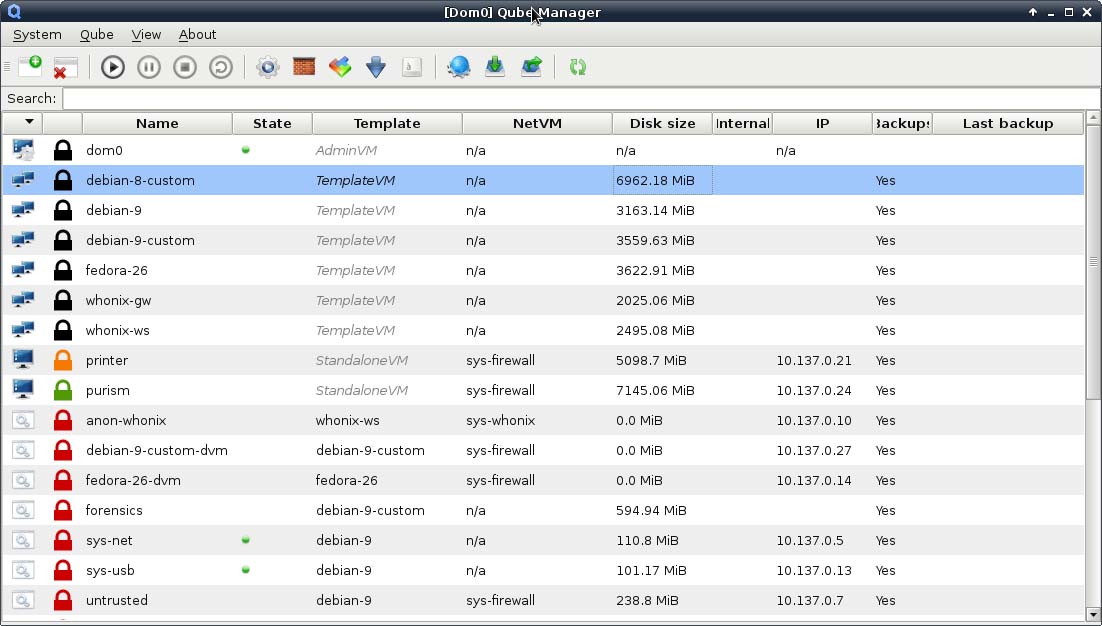 [Dom0] Qube Manager
System Qube View About
Search:
Name State Template NetVM Disk size Internal IP Backups Last backup
dom0 AdminVM n/a n/a n/a
debian-8-custom TemplateVM n/a 6962.18 MiB Yes
debian-9 TemplateVM n/a 3163.14 MiB Yes
debian-9-custom TemplateVM n/a 3559.63 MiB Yes
fedora-26 TemplateVM n/a 3622.91 MiB Yes
whonix-gw TemplateVM n/a 2025.06 MiB Yes
whonix-ws TemplateVM n/a 2495.08 MiB Yes
printer StandaloneVM sys-firewall 5098.7 MiB 10.137.0.21 Yes
purism StandaloneVM sys-firewall 7145.06 MiB 10.137.0.24 Yes
anon-whonix whonix-ws sys-whonix 0.0 MiB 10.137.0.10 Yes
debian-9-custom-dvm debian-9-custom sys-firewall 0.0 MiB 10.137.0.27 Yes
fedora-26-dvm fedora-26 sys-firewall 0.0 MiB 10.137.0.14 Yes
forensics debian-9-custom n/a 594.94 MiB Yes
sys-net debian-9 n/a 110.8 MiB 10.137.0.5 Yes
sys-usb debian-9 n/a 101.17 MiB 10.137.0.13 Yes
untrusted debian-9 sys-firewall 238.8 MiB 10.137.0.7 Yes